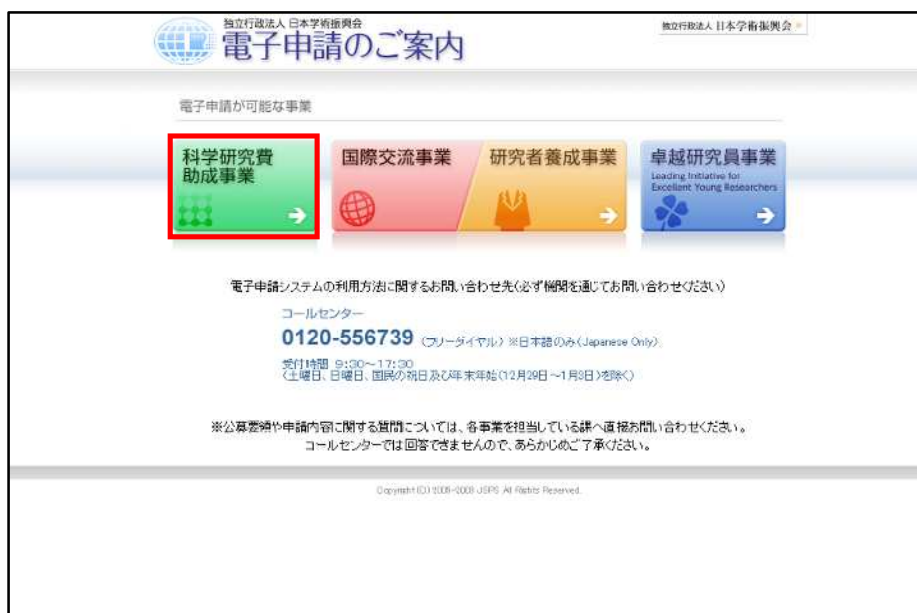 独立行政法人 日本学術振興会
電子申請のご案内
独立行政法人 日本学術振興会
電子申請が可能な事業
科学研究費
助成事業
国際交流事業
研究者養成事業
卓越研究員事業
Leading Initiative for
Excellent Young Researchers
電子申請システムの利用方法に関するお問い合わせ先(必ず機関を通じてお問い合わせください)
コールセンター
0120-556739 (フリーダイヤル) ※日本語のみ(Japanese Only)
受付時間 9:30～17:30
(土曜日、日曜日、国民の祝日及び年末年始(12月29日～1月3日)を除く)
※公募要領や申請内容に関する質問については、各事業を担当している課へ直接お問い合わせください。
コールセンターでは回答できませんので、あらかじめご了承ください。
Copyright (C) 2005-2008 JSPS All Rights Reserved.